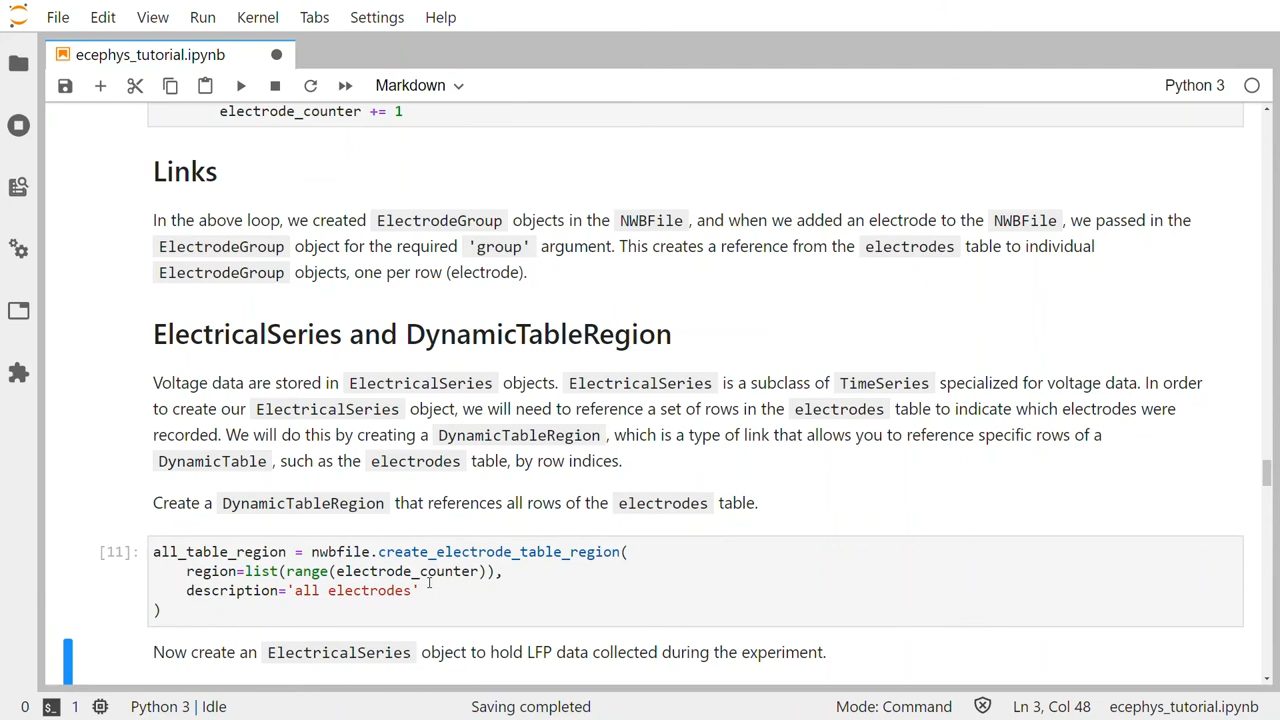 File Edit View Run Kernel Tabs Settings Help
ecephys_tutorial.ipynb
Markdown Python 3
electrode_counter += 1
Links
In the above loop, we created ElectrodeGroup objects in the NWBFile, and when we added an electrode to the NWBFile, we passed in the
ElectrodeGroup object for the required 'group' argument. This creates a reference from the electrodes table to individual
ElectrodeGroup objects, one per row (electrode).
ElectricalSeries and DynamicTableRegion
Voltage data are stored in ElectricalSeries objects. ElectricalSeries is a subclass of TimeSeries specialized for voltage data. In order
to create our ElectricalSeries object, we will need to reference a set of rows in the electrodes table to indicate which electrodes were
recorded. We will do this by creating a DynamicTableRegion, which is a type of link that allows you to reference specific rows of a
DynamicTable, such as the electrodes table, by row indices.
Create a DynamicTableRegion that references all rows of the electrodes table.
[11]: all_table_region = nwbfile.create_electrode_table_region(
region=list(range(electrode_counter)),
description='all electrodes'
)
Now create an ElectricalSeries object to hold LFP data collected during the experiment.
0 $_ 1 Python 3 | Idle Saving completed Mode: Command Ln 3, Col 48 ecephys_tutorial.ipynb